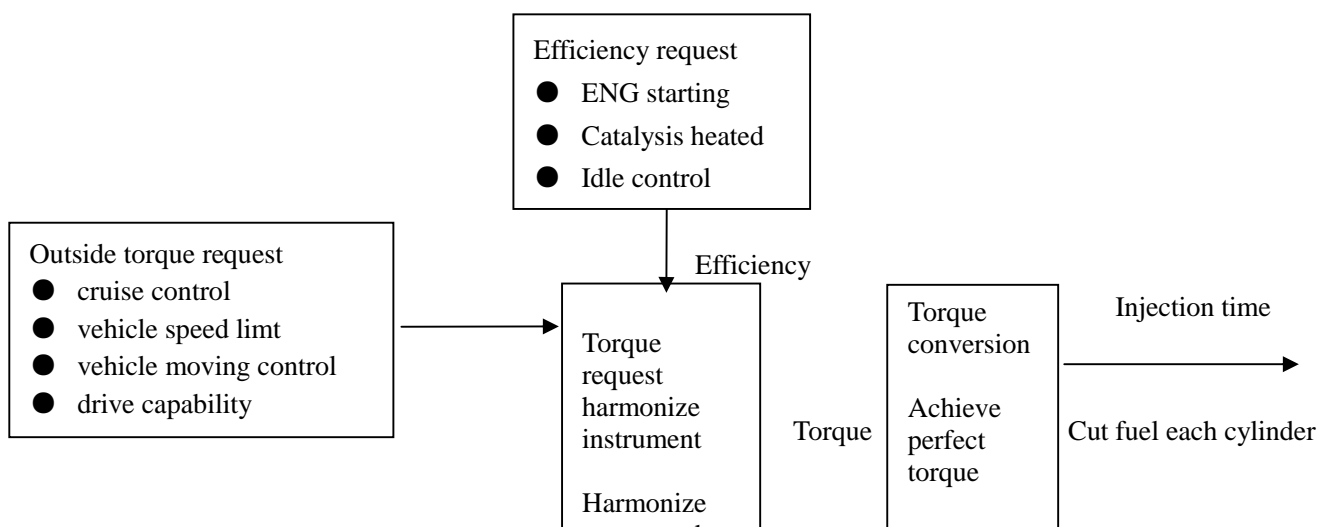 Efficiency request
● ENG starting
● Catalysis heated
● Idle control
Outside torque request
● cruise control
● vehicle speed limt
● vehicle moving control
● drive capability
Efficiency
Torque
request
harmonize
instrument
Harmonize
Torque
Torque
conversion
Achieve
perfect
torque
Injection time
Cut fuel each cylinder